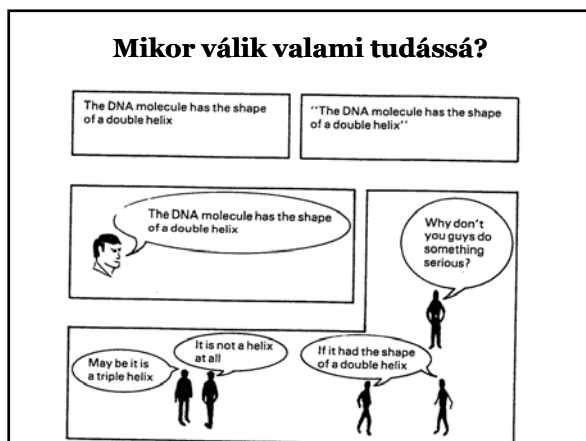 Mikor válik valami tudássá?
The DNA molecule has the shape
of a double helix
"The DNA molecule has the shape
of a double helix"
The DNA molecule has the shape
of a double helix
Why don't
you guys do
something
serious?
May be it is
a triple helix
It is not a helix
at all
If it had the shape
of a double helix